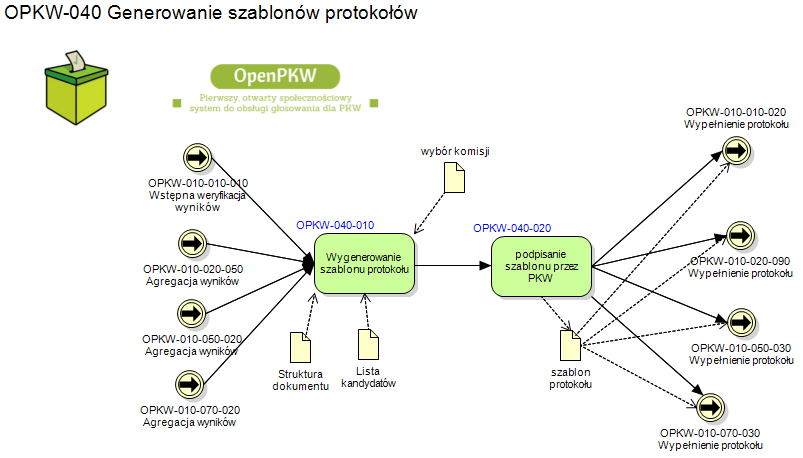 OPKW-040 Generowanie szablonów protokołów
OpenPKW
Pierwszy, otwarty społecznościowy
system do obsługi głosowania dla PKW
OPKW-010-010-010
Wstępna weryfikacja
wyników
OPKW-010-020-050
Agregacja wyników
OPKW-010-050-020
Agregacja wyników
OPKW-010-070-020
Agregacja wyników
wybór komisji
OPKW-040-010
Wygenerowanie
szablonu protokołu
Struktura
dokumentu
Lista
kandydatów
OPKW-040-020
podpisanie
szablonu przez
PKW
szablon
protokołu
OPKW-010-010-020
Wypełnienie protokołu
OPKW-010-020-090
Wypełnienie protokołu
OPKW-010-050-030
Wypełnienie protokołu
OPKW-010-070-030
Wypełnienie protokołu